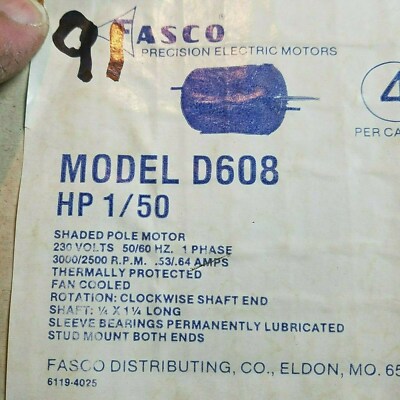 91
FASCO
PRECISION ELECTRIC MOTORS
4
PER CA
MODEL D608
HP 1/50
SHADED POLE MOTOR
230 VOLTS 50/60 HZ. 1 PHASE
3000/2500 R.P.M. .53/.64 AMPS
THERMALLY PROTECTED
FAN COOLED
ROTATION: CLOCKWISE SHAFT END
SHAFT: ¼ X 1¼ LONG
SLEEVE BEARINGS PERMANENTLY LUBRICATED
STUD MOUNT BOTH ENDS
FASCO DISTRIBUTING, CO., ELDON, MO. 65
6119-4025